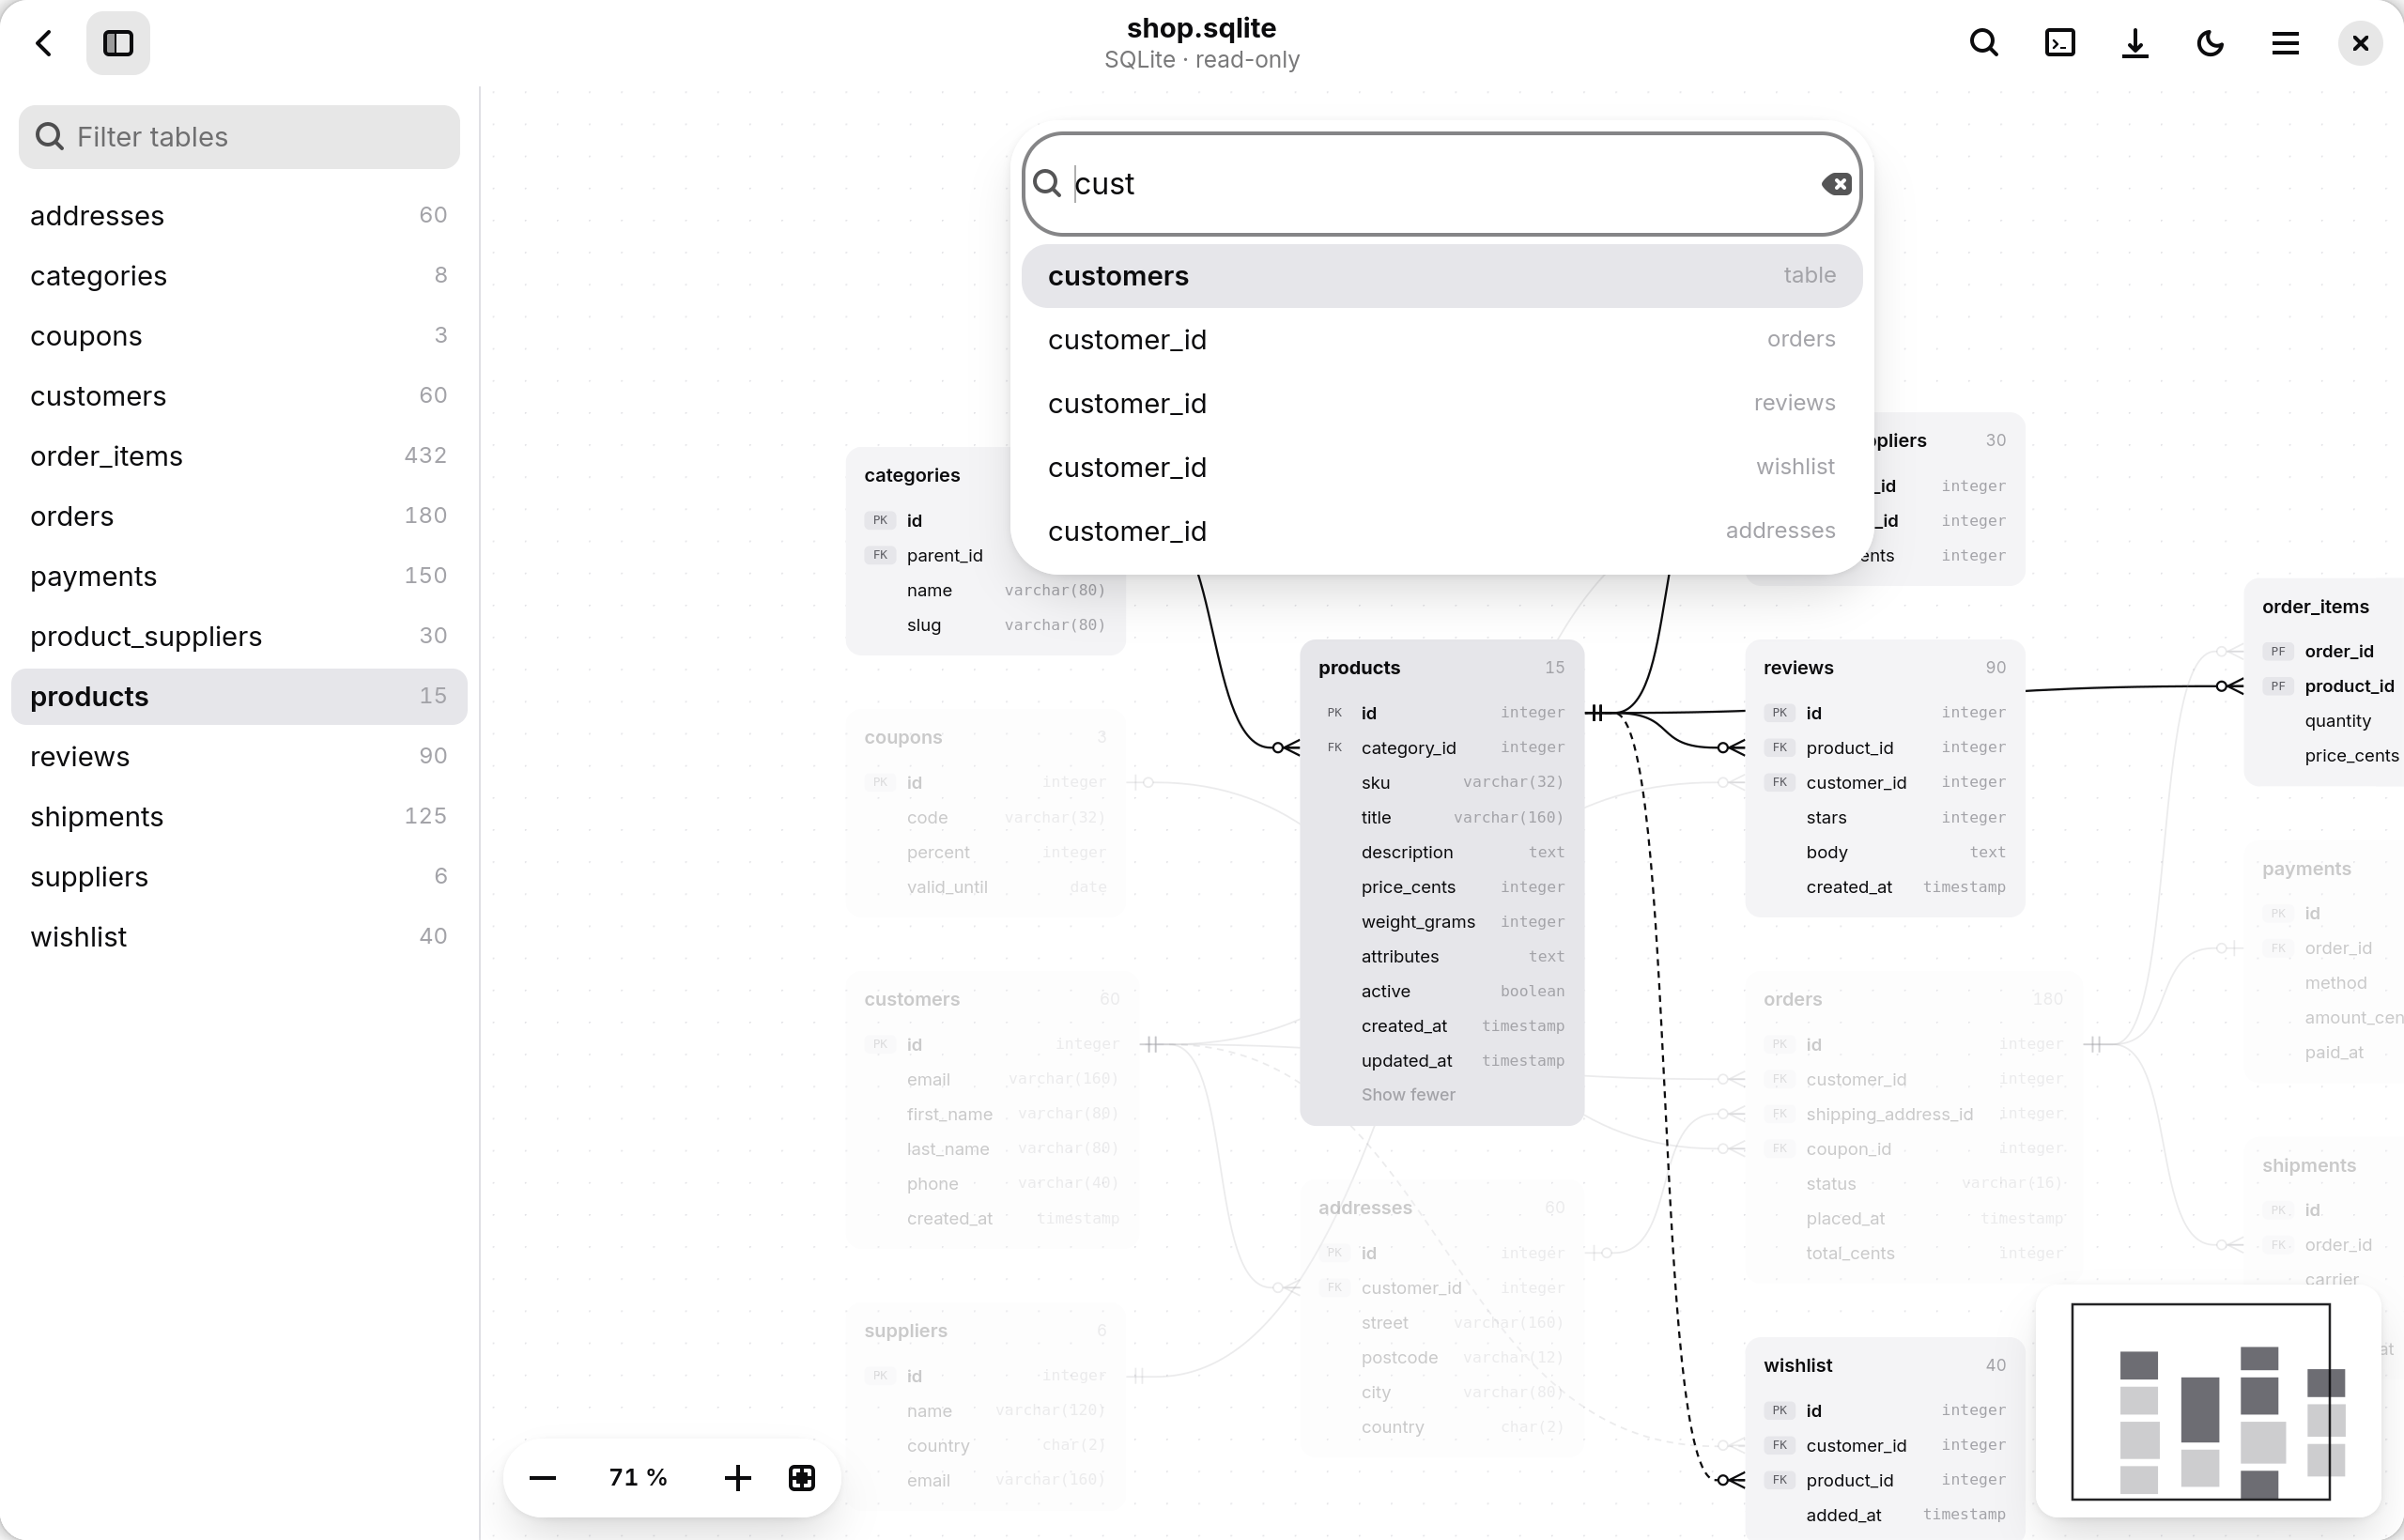 shop.sqlite
SQLite · read-only
Filter tables
addresses 60
categories 8
coupons 3
customers 60
order_items 432
orders 180
payments 150
product_suppliers 30
products 15
reviews 90
shipments 125
suppliers 6
wishlist 40
cust
customers table
customer_id orders
customer_id reviews
customer_id wishlist
customer_id addresses
categories
PK id
FK parent_id
name varchar(80)
slug varchar(80)
coupons 3
PK id integer
code varchar(32)
percent integer
valid_until date
customers 60
PK id integer
email varchar(160)
first_name varchar(80)
last_name varchar(80)
phone varchar(40)
created_at timestamp
suppliers 6
PK id integer
name varchar(120)
country char(2)
email varchar(160)
products 15
PK id integer
FK category_id integer
sku varchar(32)
title varchar(160)
description text
price_cents integer
weight_grams integer
attributes text
active boolean
created_at timestamp
updated_at timestamp
Show fewer
addresses 60
PK id integer
FK customer_id integer
street varchar(160)
postcode varchar(12)
city varchar(80)
country char(2)
ppliers 30
_id integer
_id integer
ents integer
reviews 90
PK id integer
FK product_id integer
FK customer_id integer
stars integer
body text
created_at timestamp
orders 180
PK id integer
FK customer_id integer
FK shipping_address_id integer
FK coupon_id integer
status varchar(16)
placed_at timestamp
total_cents integer
wishlist 40
PK id integer
FK customer_id integer
FK product_id integer
added_at timestamp
order_items
PF order_id
PF product_id
quantity
price_cents
payments
PK id
FK order_id
method
amount_cen
paid_at
shipments
PK id
FK order_id
carrier
at
71 %